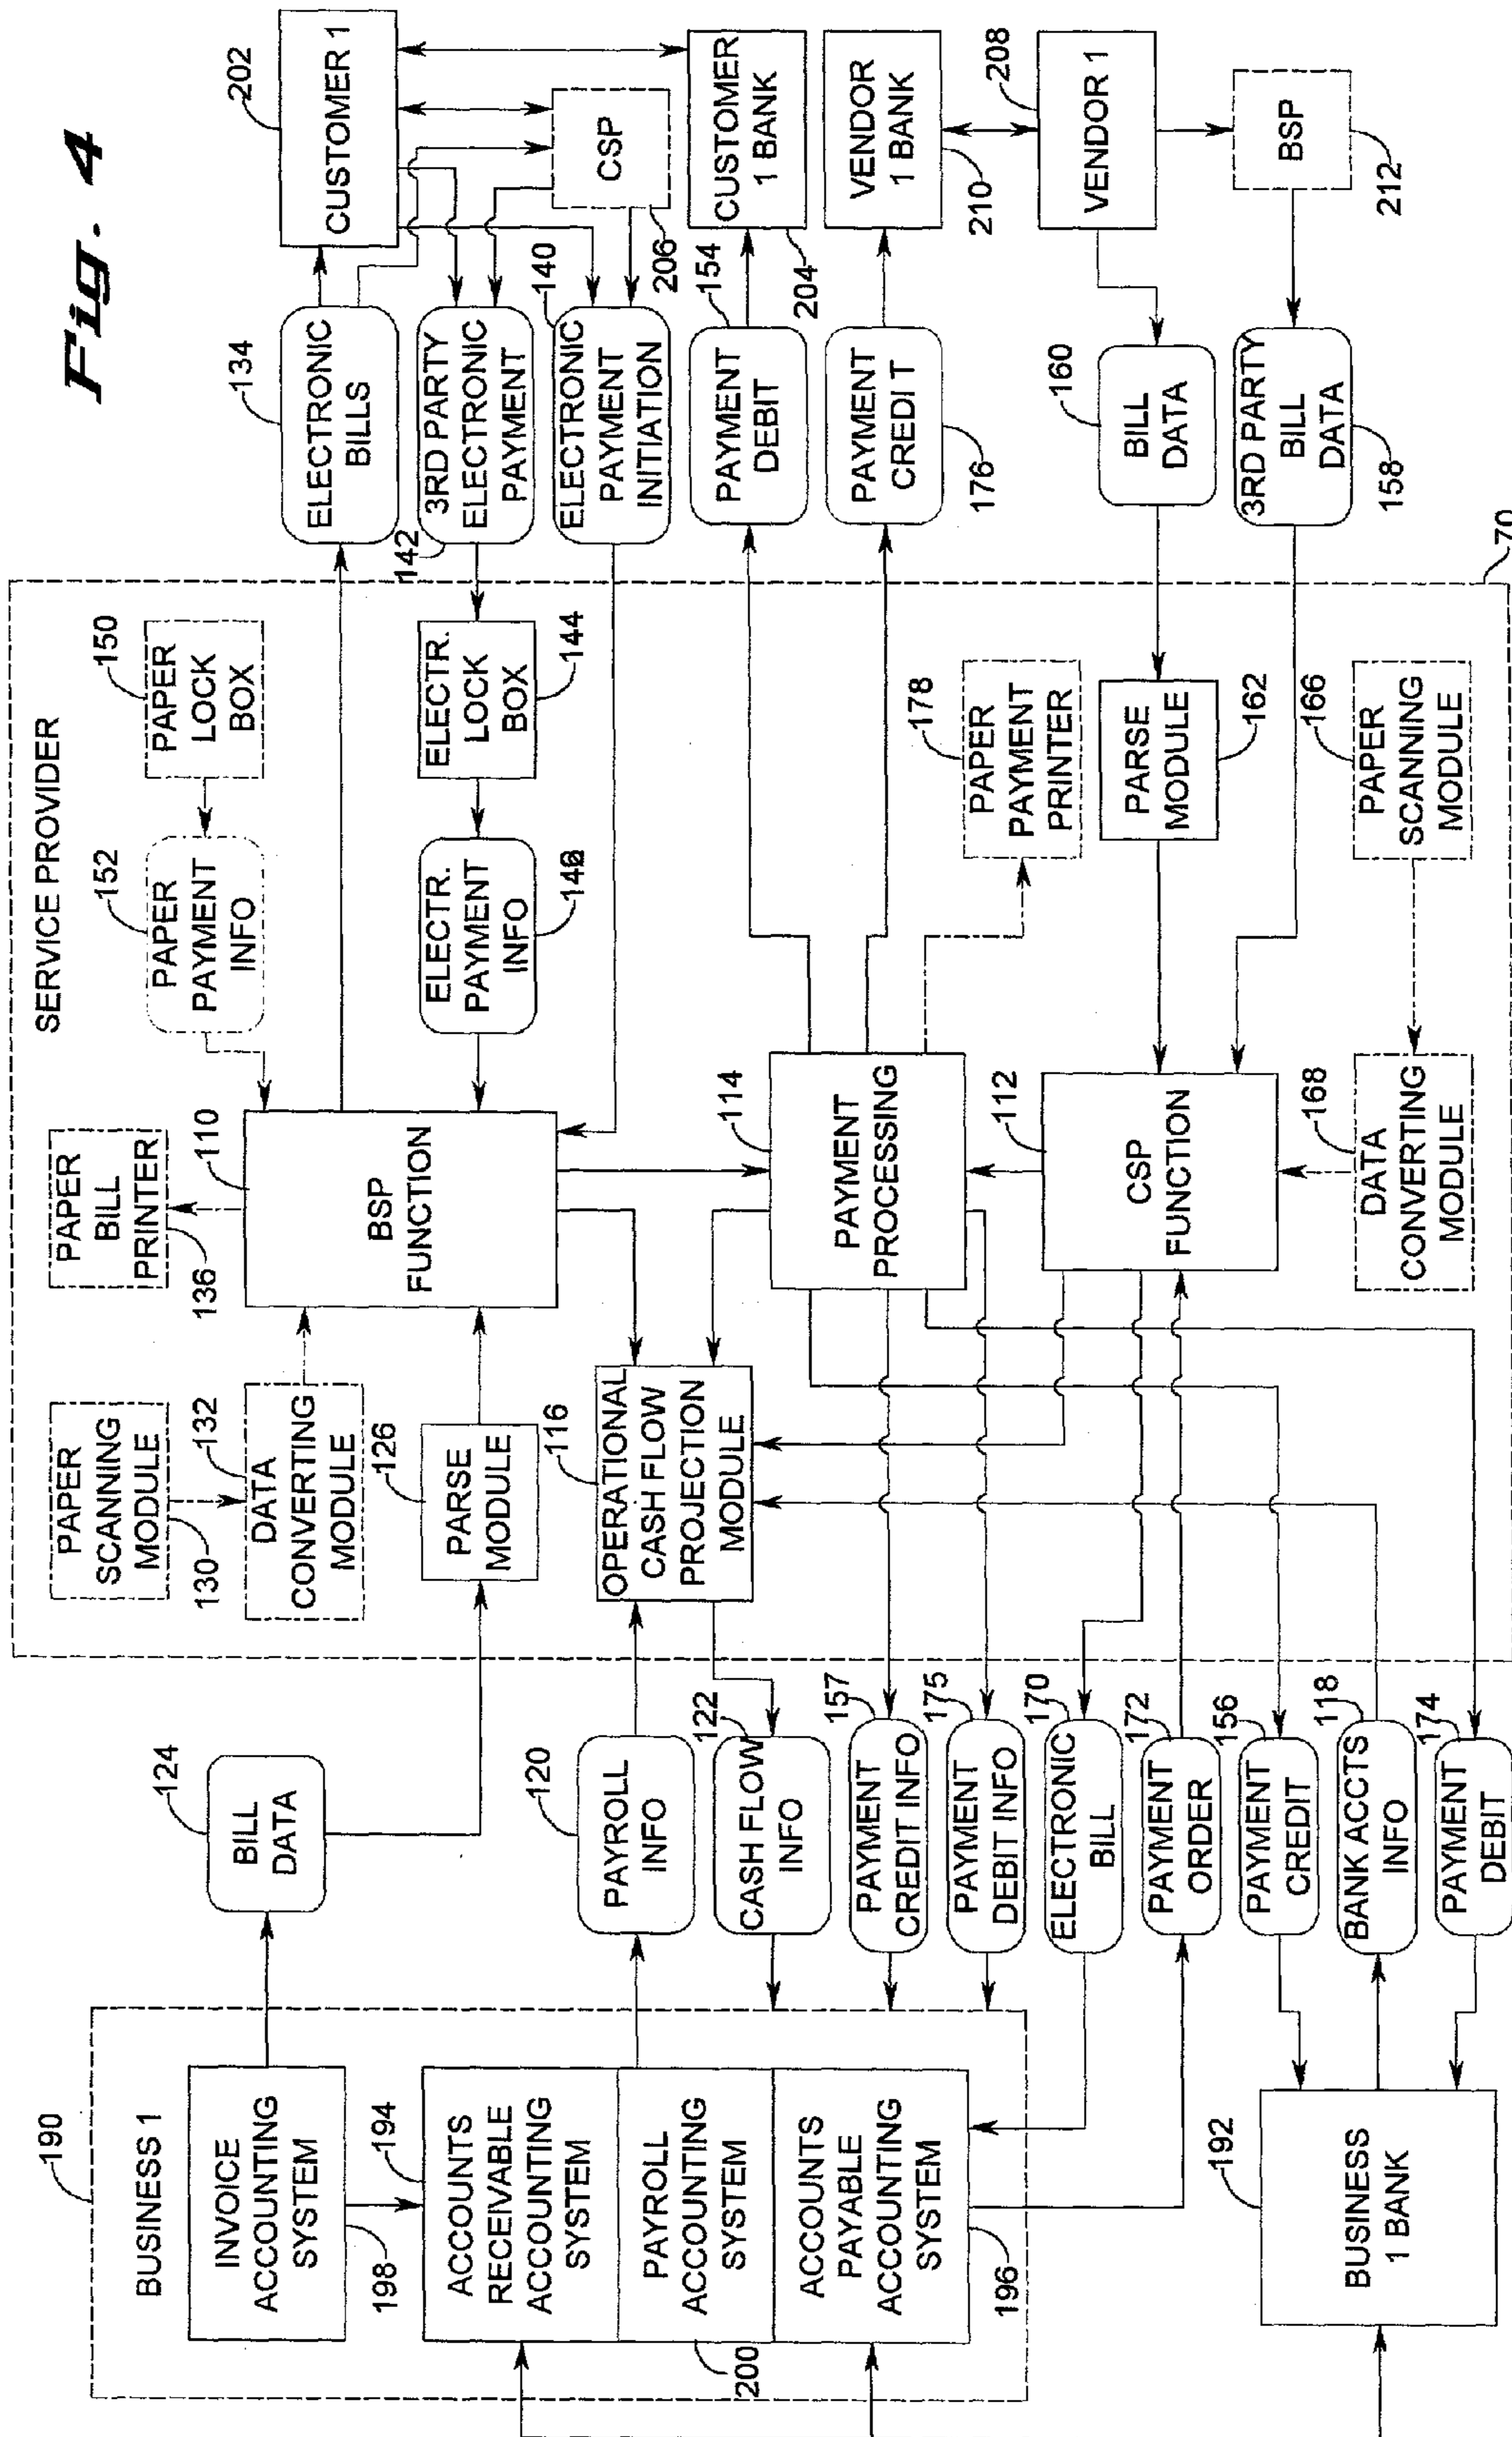 Fig. 4
190
BUSINESS 1
INVOICE
ACCOUNTING
SYSTEM
198
194
ACCOUNTS
RECEIVABLE
ACCOUNTING
SYSTEM
PAYROLL
ACCOUNTING
SYSTEM
200
ACCOUNTS
PAYABLE
ACCOUNTING
SYSTEM
196
192
BUSINESS
1 BANK
124
BILL
DATA
120
PAYROLL
INFO
122
CASH FLOW
INFO
157
PAYMENT
CREDIT INFO
175
PAYMENT
DEBIT INFO
170
ELECTRONIC
BILL
172
PAYMENT
ORDER
156
PAYMENT
CREDIT
118
BANK ACCTS
INFO
174
PAYMENT
DEBIT
SERVICE PROVIDER
PAPER
SCANNING
MODULE
130
132
DATA
CONVERTING
MODULE
126
PARSE
MODULE
116
OPERATIONAL
CASH FLOW
PROJECTION
MODULE
PAPER
BILL
PRINTER
136
110
BSP
FUNCTION
114
PAYMENT
PROCESSING
112
CSP
FUNCTION
168
DATA
CONVERTING
MODULE
150
PAPER
LOCK
BOX
152
PAPER
PAYMENT
INFO
ELECTR.
LOCK
BOX
144
ELECTR.
PAYMENT
INFO
178
PAPER
PAYMENT
PRINTER
PARSE
MODULE
162
166
PAPER
SCANNING
MODULE
70
134
ELECTRONIC
BILLS
142
3RD PARTY
ELECTRONIC
PAYMENT
140
ELECTRONIC
PAYMENT
INITIATION
154
PAYMENT
DEBIT
PAYMENT
CREDIT
176
160
BILL
DATA
3RD PARTY
BILL
DATA
158
202
CUSTOMER 1
CSP
206
CUSTOMER
1 BANK
204
VENDOR
1 BANK
210
208
VENDOR 1
BSP
212